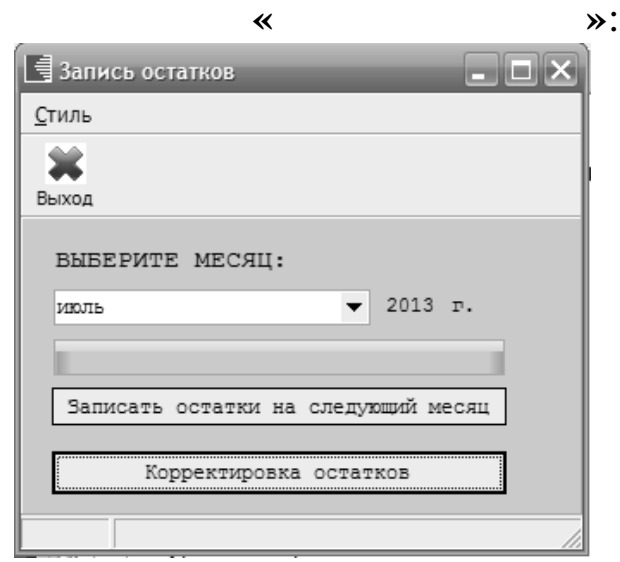 « »:
Запись остатков
Стиль
Выход
ВЫБЕРИТЕ МЕСЯЦ:
июль 2013 г.
Записать остатки на следующий месяц
Корректировка остатков